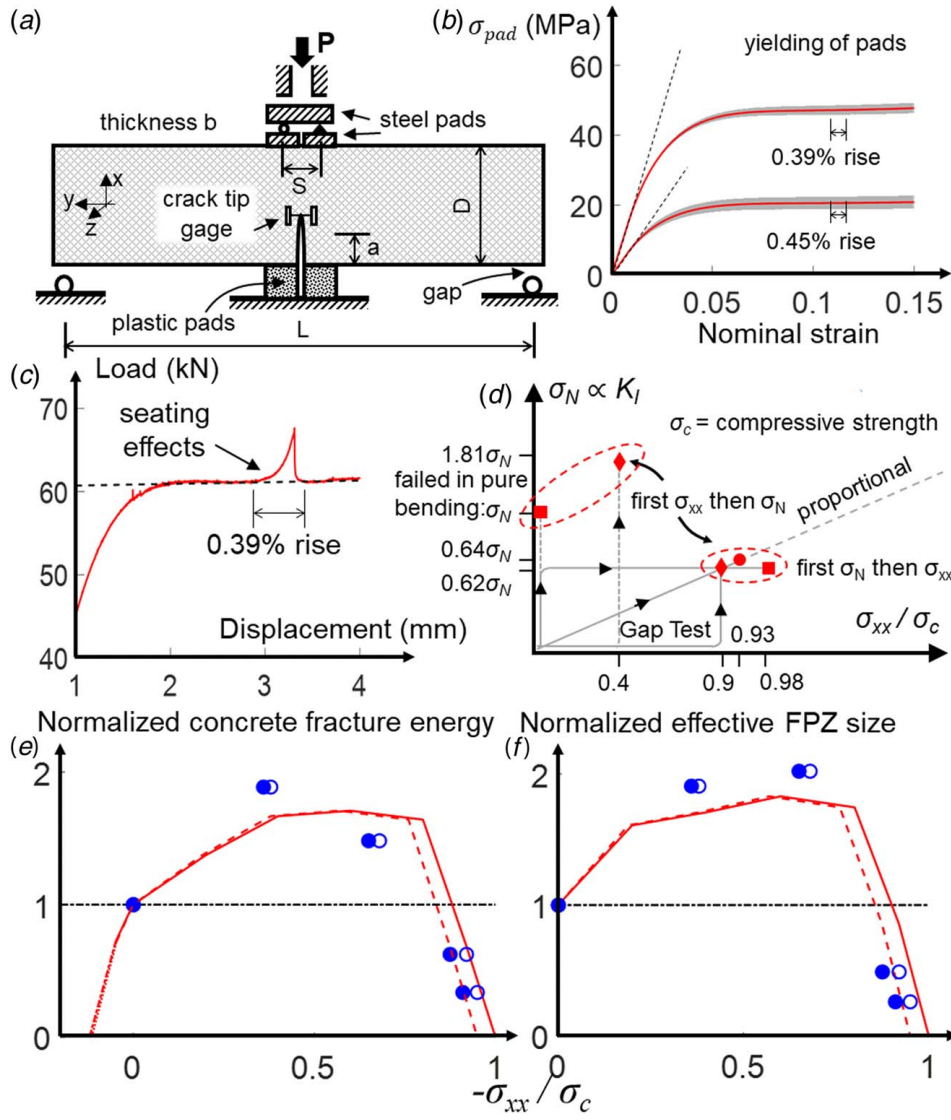 (a)
P
thickness b
steel pads
S
D
x
y
z
crack tip
gage
a
gap
plastic pads
L
(b) σpad (MPa)
yielding of pads
60
40
20
0
0.39% rise
0.45% rise
0 0.05 0.1 0.15
Nominal strain
(c) Load (kN)
70
60
50
40
seating
effects
0.39% rise
Displacement (mm)
1 2 3 4
(d) σN ∝ KI
σc = compressive strength
1.81σN
failed in pure
bending:σN
0.64σN
0.62σN
first σxx then σN
proportional
first σN then σxx
Gap Test
0.93
σxx / σc
0.4 0.9 0.98
Normalized concrete fracture energy
(e)
2
1
0
0 0.5 1
Normalized effective FPZ size
(f)
2
1
0
0 0.5 1
-σxx / σc